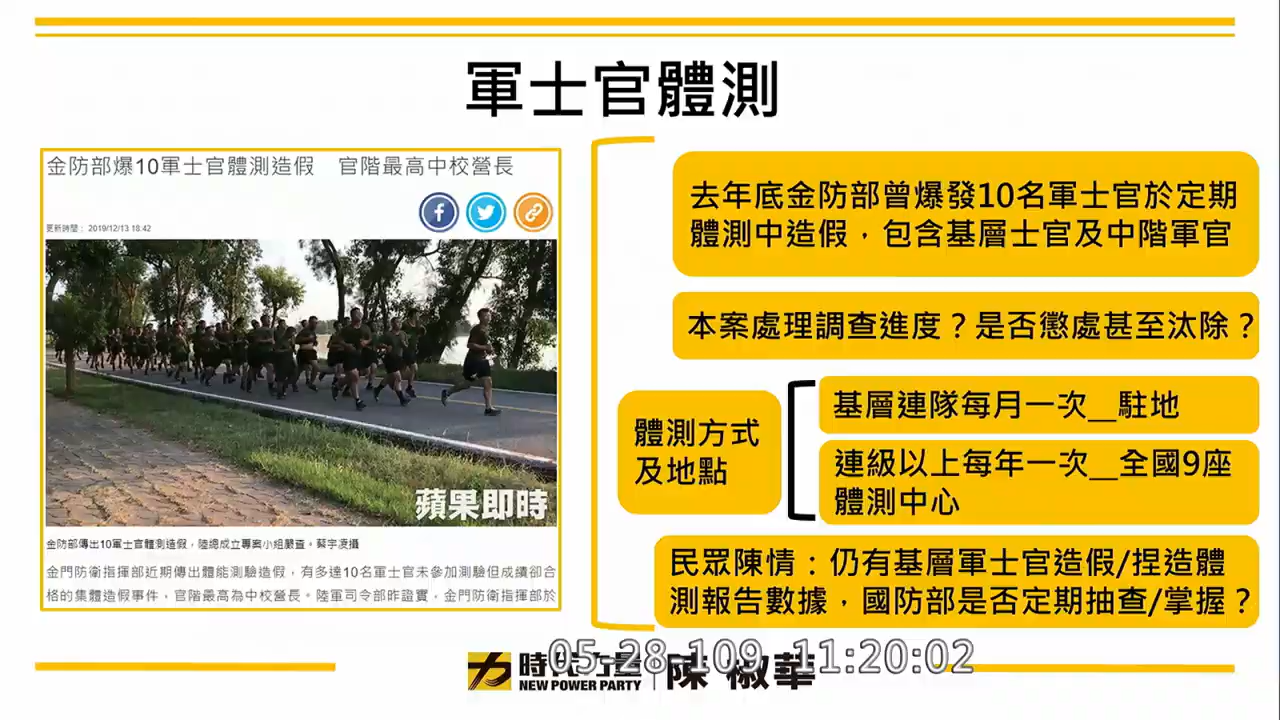 軍士官體測
金防部爆10軍士官體測造假　官階最高中校營長
更新時間： 2019/12/13 18:42
蘋果即時
金防部傳出10軍士官體測造假，陸總成立專案小組嚴查。蔡宇凌攝
金門防衛指揮部近期傳出體能測驗造假，有多達10名軍士官未參加測驗但成績卻合
格的集體造假事件，官階最高為中校營長。陸軍司令部昨證實，金門防衛指揮部於
去年底金防部曾爆發10名軍士官於定期
體測中造假，包含基層士官及中階軍官
本案處理調查進度？是否懲處甚至汰除？
體測方式
及地點
基層連隊每月一次__駐地
連級以上每年一次__全國9座
體測中心
民眾陳情：仍有基層軍士官造假/捏造體
測報告數據，國防部是否定期抽查/掌握？
05-28-109 11:20:02
時代力量
NEW POWER PARTY
陳椒華